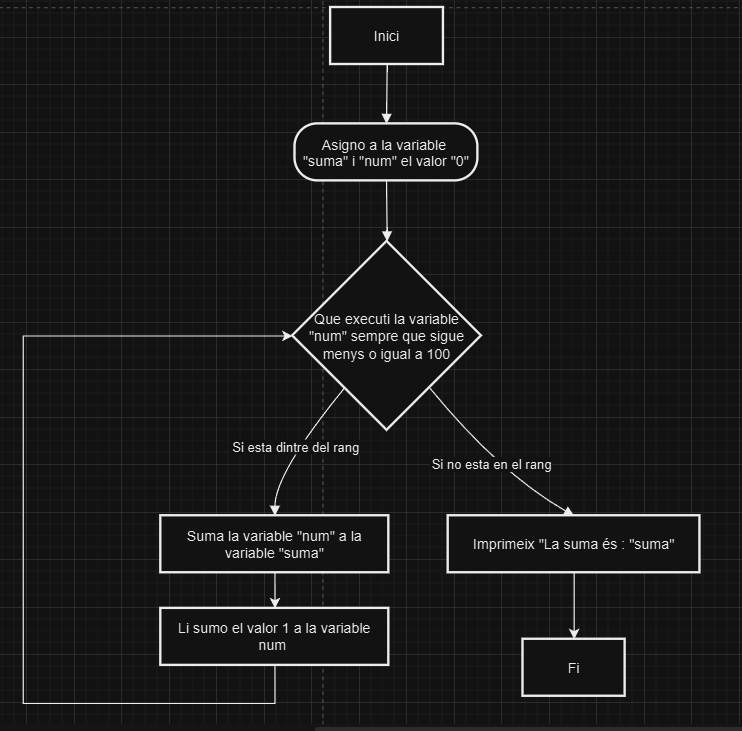 Inici
Asigno a la variable
"suma" i "num" el valor "0"
Que executi la variable
"num" sempre que sigue
menys o igual a 100
Si esta dintre del rang
Si no esta en el rang
Suma la variable "num" a la
variable "suma"
Imprimeix "La suma és : "suma"
Li sumo el valor 1 a la variable
num
Fi